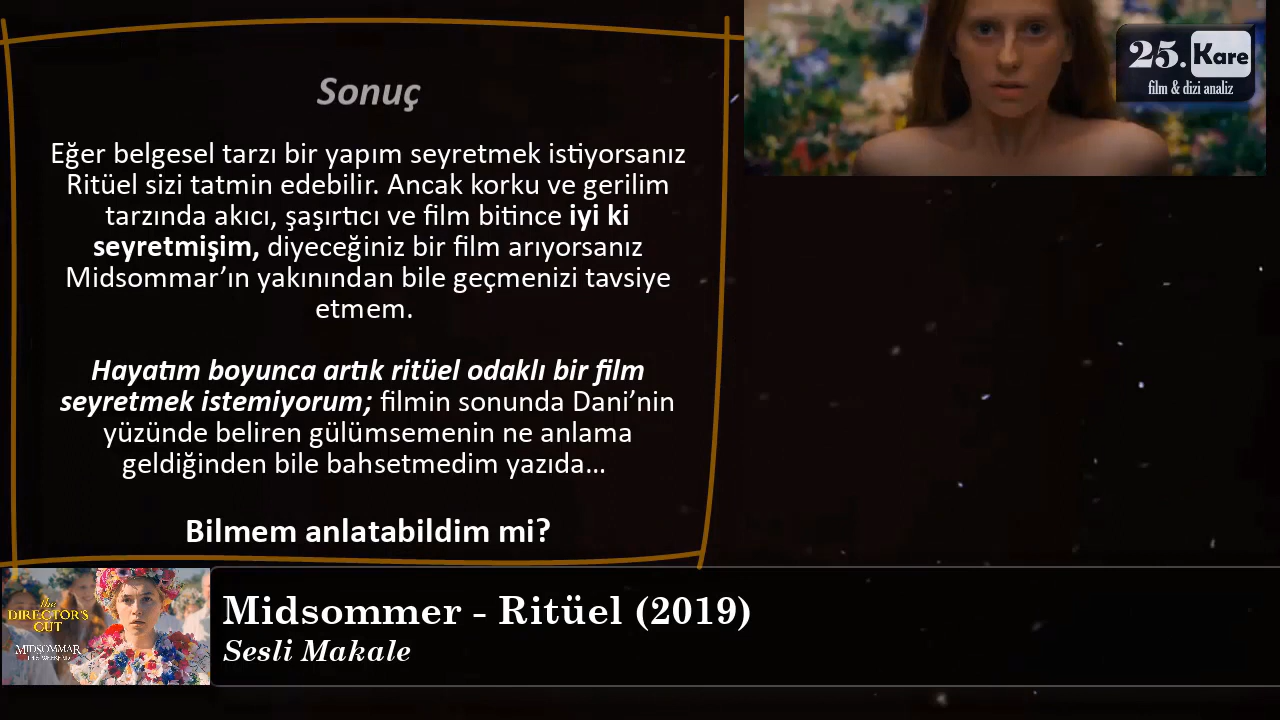 Sonuç
Eğer belgesel tarzı bir yapım seyretmek istiyorsanız
Ritüel sizi tatmin edebilir. Ancak korku ve gerilim
tarzında akıcı, şaşırtıcı ve film bitince iyi ki
seyretmişim, diyeceğiniz bir film arıyorsanız
Midsommar’ın yakınından bile geçmenizi tavsiye
etmem.
Hayatım boyunca artık ritüel odaklı bir film
seyretmek istemiyorum; filmin sonunda Dani’nin
yüzünde beliren gülümsemenin ne anlama
geldiğinden bile bahsetmedim yazıda...
Bilmem anlatabildim mi?
25. Kare
film & dizi analiz
the
DIRECTOR'S
CUT
MIDSOMMAR
Midsommer - Ritüel (2019)
Sesli Makale